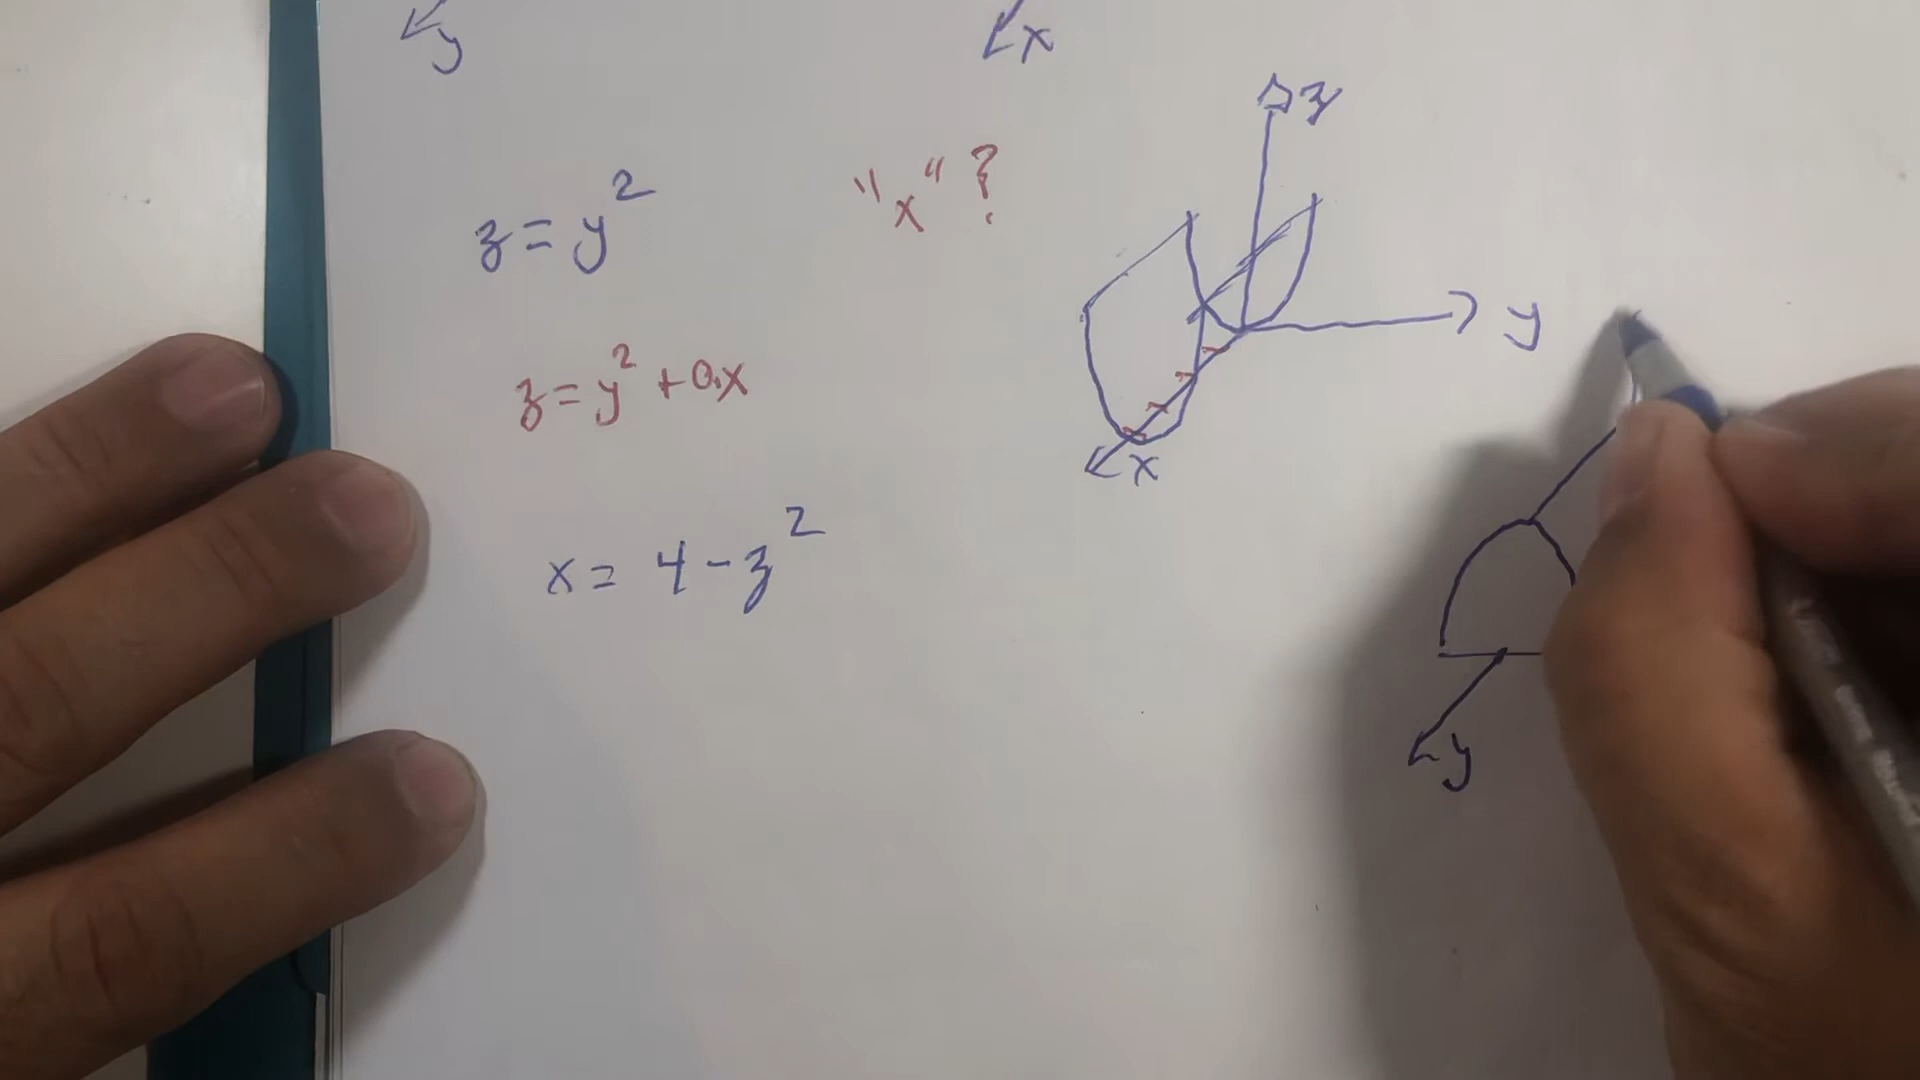 y
x
z
z = y²
"x" ?
y
z = y² + 0.x
x
x = 4 - z²
y